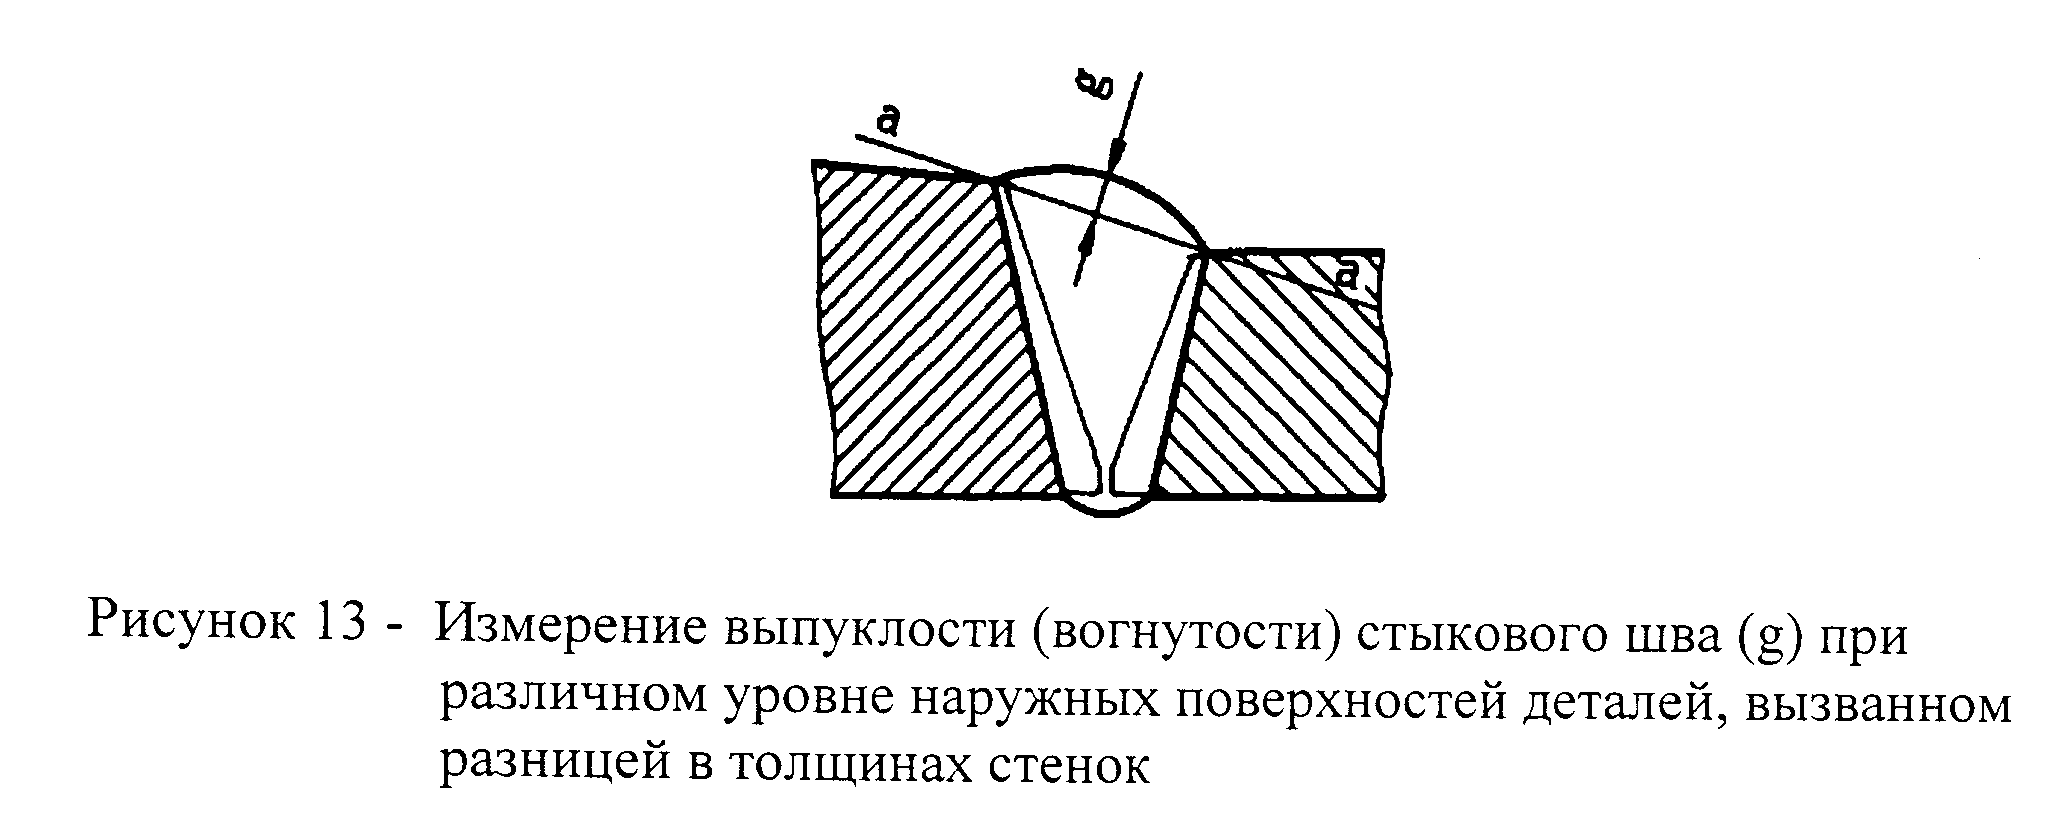 g
a
a
Рисунок 13 - Измерение выпуклости (вогнутости) стыкового шва (g) при
различном уровне наружных поверхностей деталей, вызванном
разницей в толщинах стенок